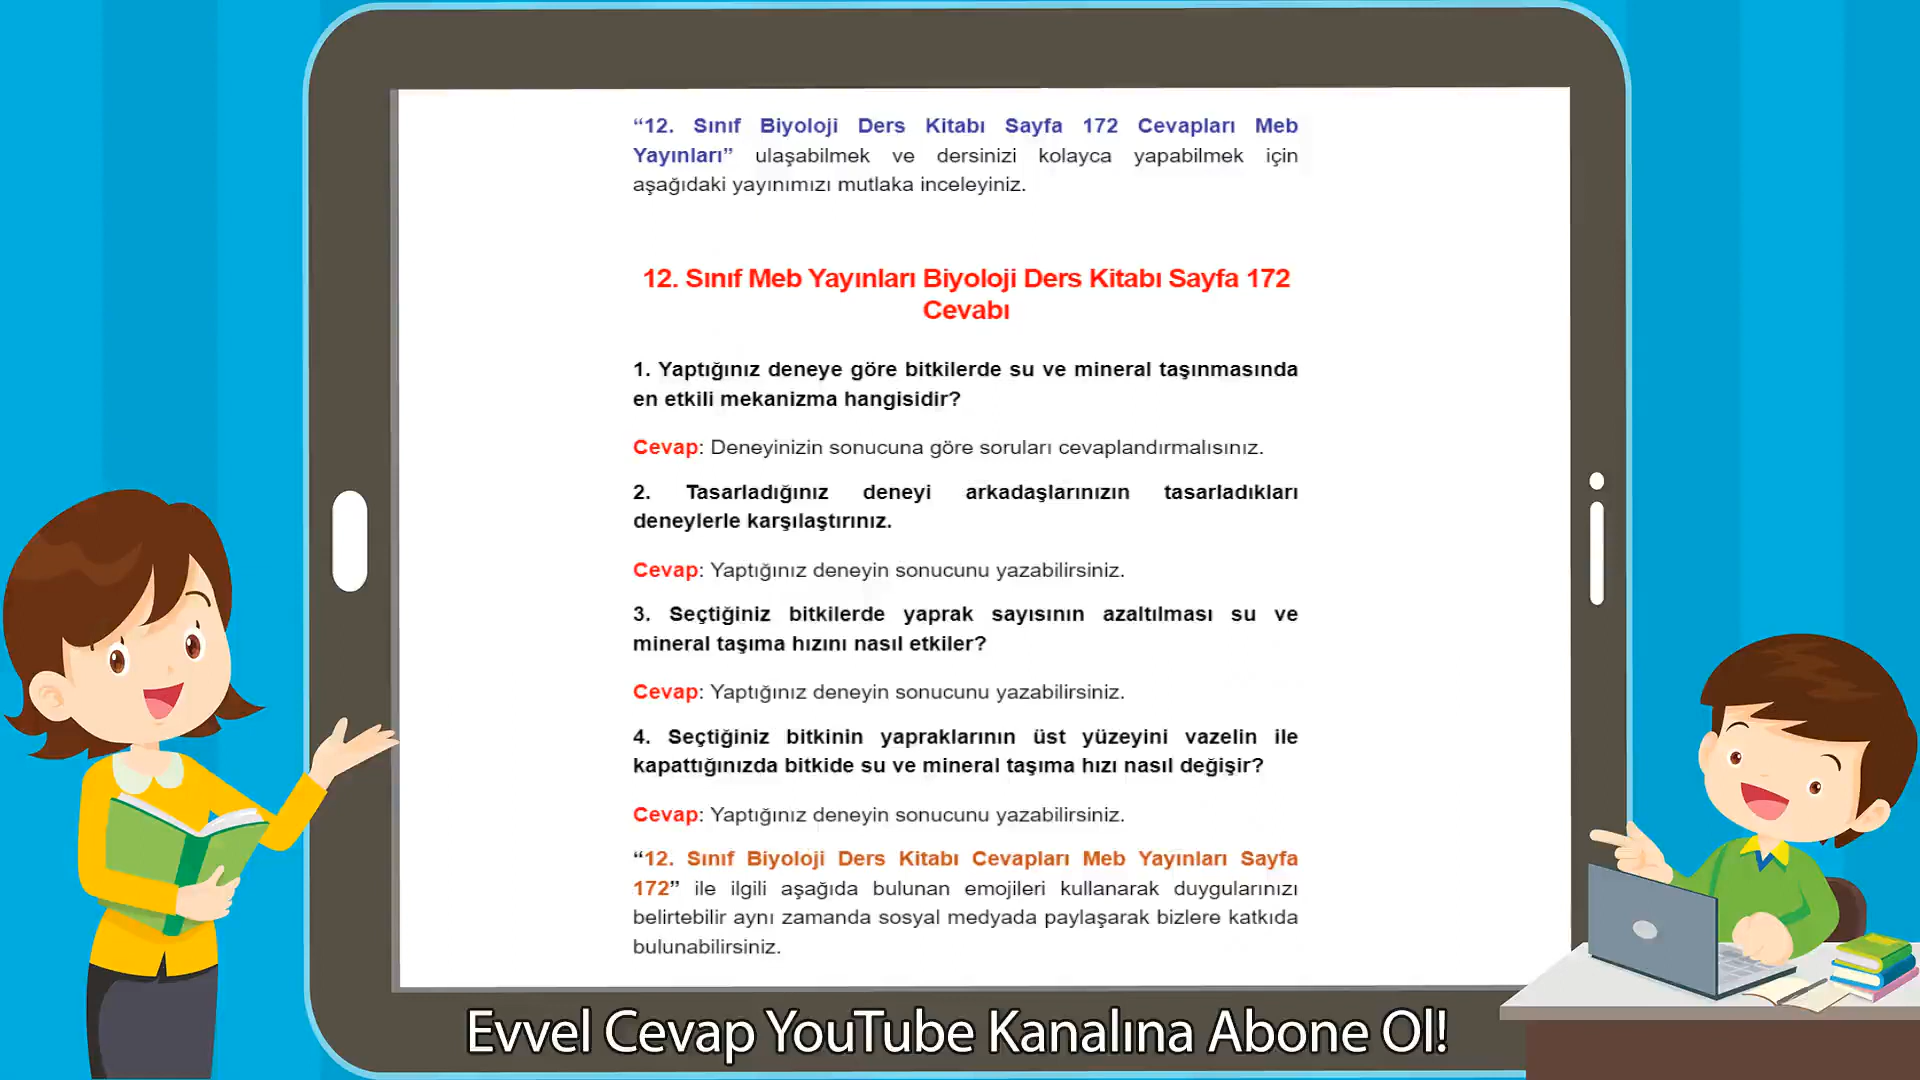 “12. Sınıf Biyoloji Ders Kitabı Sayfa 172 Cevapları Meb
Yayınları” ulaşabilmek ve dersinizi kolayca yapabilmek için
aşağıdaki yayınımızı mutlaka inceleyiniz.
12. Sınıf Meb Yayınları Biyoloji Ders Kitabı Sayfa 172
Cevabı
1. Yaptığınız deneye göre bitkilerde su ve mineral taşınmasında
en etkili mekanizma hangisidir?
Cevap: Deneyinizin sonucuna göre soruları cevaplandırmalısınız.
2. Tasarladığınız deneyi arkadaşlarınızın tasarladıkları
deneylerle karşılaştırınız.
Cevap: Yaptığınız deneyin sonucunu yazabilirsiniz.
3. Seçtiğiniz bitkilerde yaprak sayısının azaltılması su ve
mineral taşıma hızını nasıl etkiler?
Cevap: Yaptığınız deneyin sonucunu yazabilirsiniz.
4. Seçtiğiniz bitkinin yapraklarının üst yüzeyini vazelin ile
kapattığınızda bitkide su ve mineral taşıma hızı nasıl değişir?
Cevap: Yaptığınız deneyin sonucunu yazabilirsiniz.
“12. Sınıf Biyoloji Ders Kitabı Cevapları Meb Yayınları Sayfa
172” ile ilgili aşağıda bulunan emojileri kullanarak duygularınızı
belirtebilir aynı zamanda sosyal medyada paylaşarak bizlere katkıda
bulunabilirsiniz.
Evvel Cevap YouTube Kanalına Abone Ol!